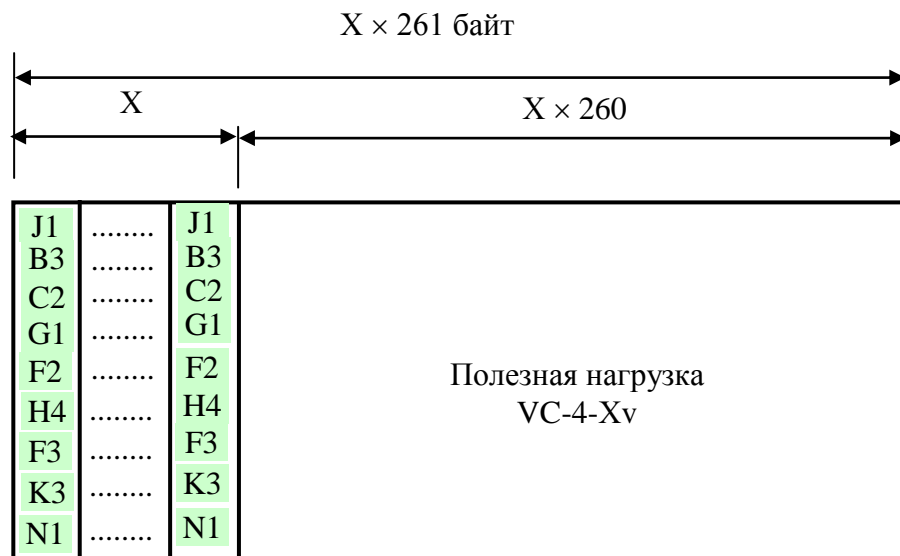 X × 261 байт
X
X × 260
J1 ........ J1
B3 ........ B3
C2 ........ C2
G1 ........ G1
F2 ........ F2
H4 ........ H4
F3 ........ F3
K3 ........ K3
N1 ........ N1
Полезная нагрузка
VC-4-Xv